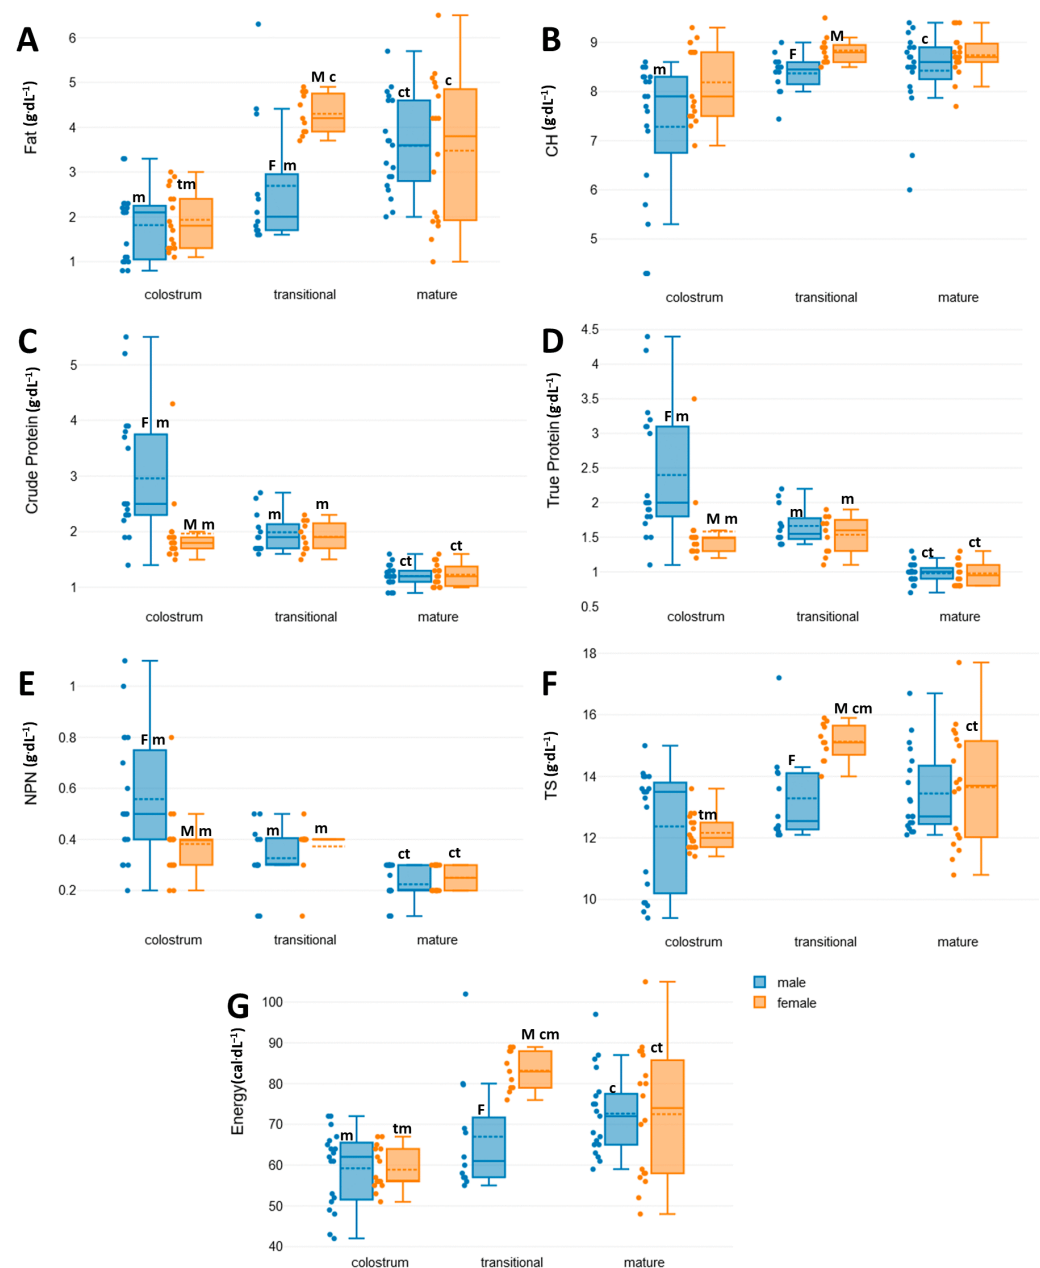 A
Fat (g·dL⁻¹)
6
5
4
3
2
1
m
tm
F m
M c
ct
c
colostrum
transitional
mature
B
CH (g·dL⁻¹)
9
8
7
6
5
m
F
M
c
colostrum
transitional
mature
C
Crude Protein (g·dL⁻¹)
5
4
3
2
1
F m
M m
m
m
ct
ct
colostrum
transitional
mature
D
True Protein (g·dL⁻¹)
4.5
4
3.5
3
2.5
2
1.5
1
0.5
F m
M m
m
m
ct
ct
colostrum
transitional
mature
E
NPN (g·dL⁻¹)
1
0.8
0.6
0.4
0.2
F m
M m
m
m
ct
ct
colostrum
transitional
mature
F
TS (g·dL⁻¹)
18
16
14
12
10
tm
F
M cm
ct
colostrum
transitional
mature
G
Energy(cal·dL⁻¹)
100
90
80
70
60
50
40
m
tm
F
M cm
c
ct
colostrum
transitional
mature
male
female